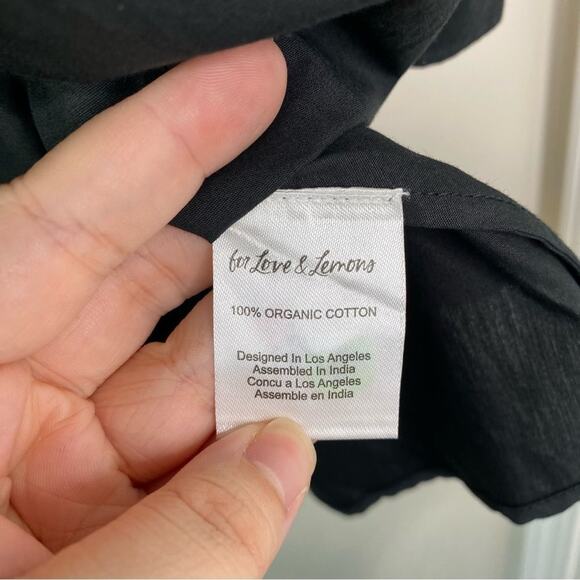 for Love & Lemons
100% ORGANIC COTTON
Designed In Los Angeles
Assembled In India
Concu a Los Angeles
Assemble en India